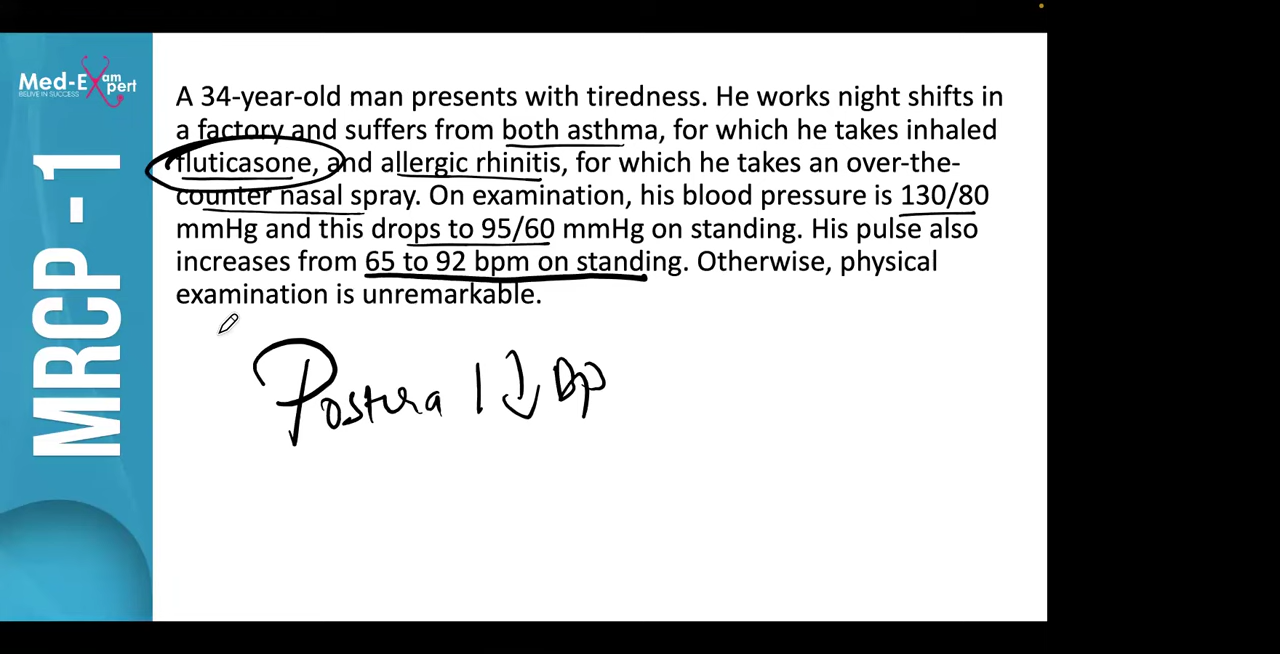 Med-Exam pert
BELIVE IN SUCCESS
MRCP - 1
A 34-year-old man presents with tiredness. He works night shifts in
a factory and suffers from both asthma, for which he takes inhaled
fluticasone, and allergic rhinitis, for which he takes an over-the-
counter nasal spray. On examination, his blood pressure is 130/80
mmHg and this drops to 95/60 mmHg on standing. His pulse also
increases from 65 to 92 bpm on standing. Otherwise, physical
examination is unremarkable.
Postural ↓ BP